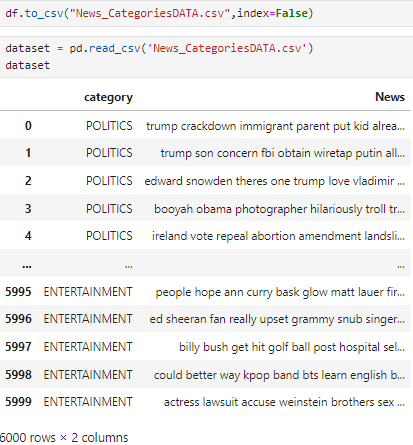 df.to_csv("News_CategoriesDATA.csv",index=False)
dataset = pd.read_csv('News_CategoriesDATA.csv')
dataset
category News
0 POLITICS trump crackdown immigrant parent put kid alrea...
1 POLITICS trump son concern fbi obtain wiretap putin all...
2 POLITICS edward snowden theres one trump love vladimir ...
3 POLITICS booyah obama photographer hilariously troll tr...
4 POLITICS ireland vote repeal abortion amendment landsli...
... ... ...
5995 ENTERTAINMENT people hope ann curry bask glow matt lauer fir...
5996 ENTERTAINMENT ed sheeran fan really upset grammy snub singer...
5997 ENTERTAINMENT billy bush get hit golf ball post hospital sel...
5998 ENTERTAINMENT could better way kpop band bts learn english b...
5999 ENTERTAINMENT actress lawsuit accuse weinstein brothers sex ...
6000 rows × 2 columns